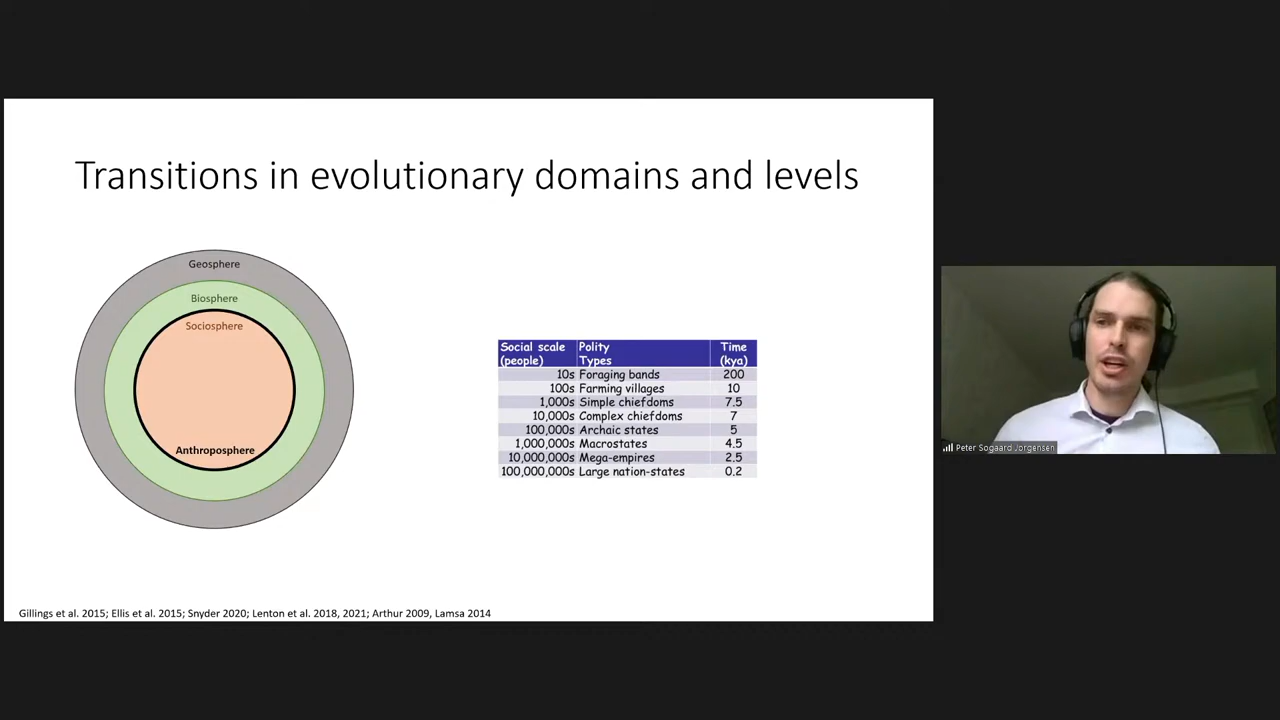 Transitions in evolutionary domains and levels
Geosphere
Biosphere
Sociosphere
Anthroposphere
Social scale (people) Polity Types Time (kya)
10s Foraging bands 200
100s Farming villages 10
1,000s Simple chiefdoms 7.5
10,000s Complex chiefdoms 7
100,000s Archaic states 5
1,000,000s Macrostates 4.5
10,000,000s Mega-empires 2.5
100,000,000s Large nation-states 0.2
Gillings et al. 2015; Ellis et al. 2015; Snyder 2020; Lenton et al. 2018, 2021; Arthur 2009, Lamsa 2014
Peter Sogaard Jorgensen